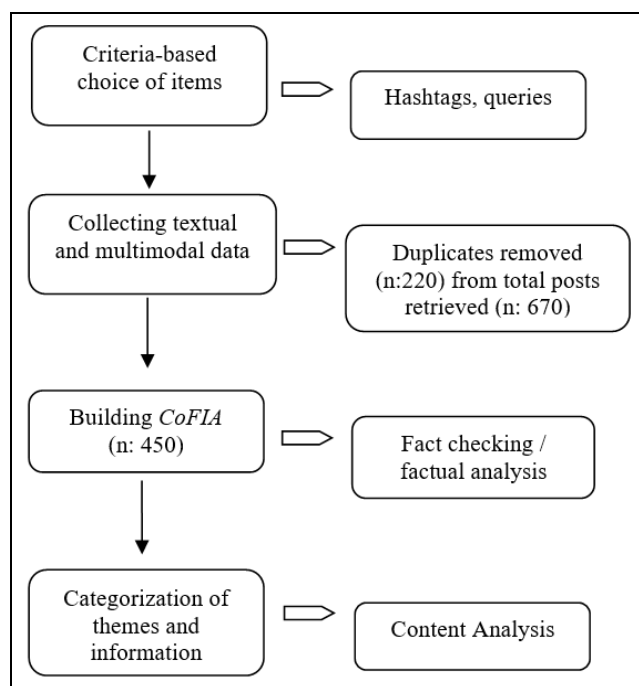 Criteria-based
choice of items
Hashtags, queries
Collecting textual
and multimodal data
Duplicates removed
(n:220) from total posts
retrieved (n: 670)
Building CoFIA
(n: 450)
Fact checking /
factual analysis
Categorization of
themes and
information
Content Analysis